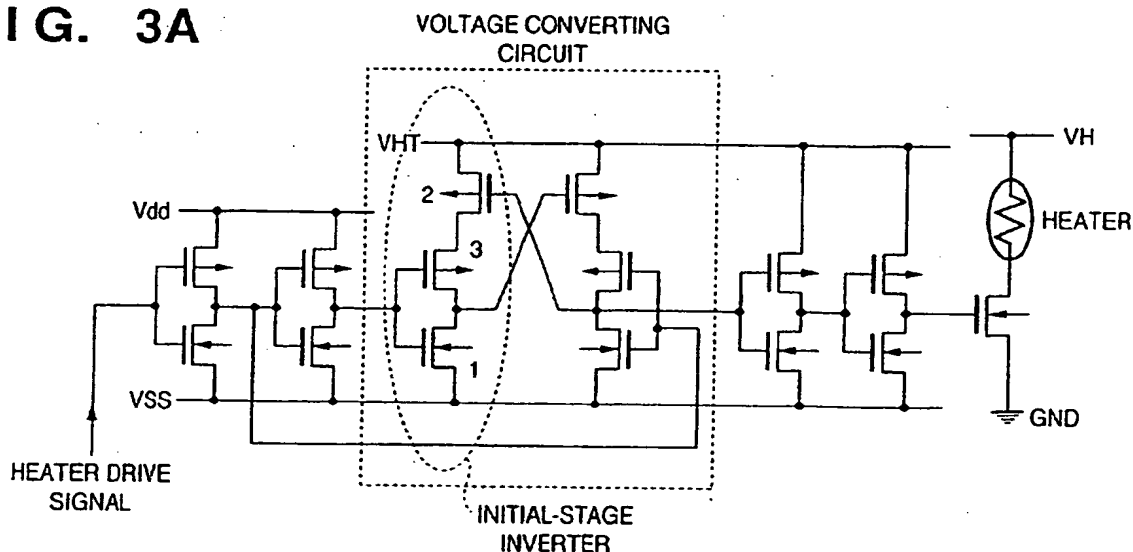 I G. 3A
VOLTAGE CONVERTING
CIRCUIT
VHT
VH
2
Vdd
HEATER
3
1
VSS
GND
HEATER DRIVE
SIGNAL
INITIAL-STAGE
INVERTER